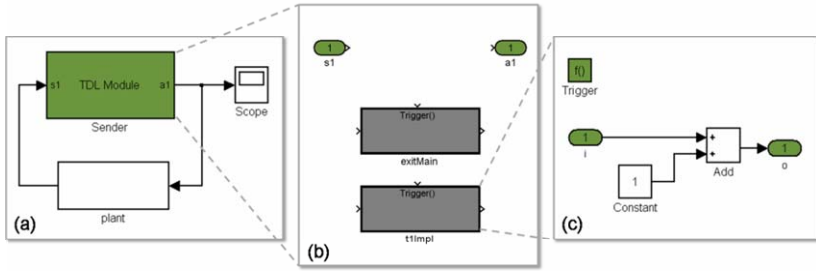 s1 TDL Module a1
Sender
Scope
plant
(a)
1
s1
1
a1
Trigger()
exitMain
Trigger()
t1Impl
(b)
f()
Trigger
1
i
+
+
Add
1
o
1
Constant
(c)